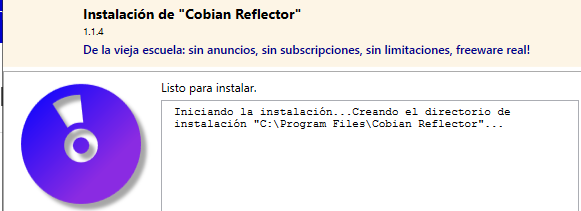 Instalación de "Cobian Reflector"
1.1.4
De la vieja escuela: sin anuncios, sin subscripciones, sin limitaciones, freeware real!
Listo para instalar.
Iniciando la instalación...Creando el directorio de
instalación "C:\Program Files\Cobian Reflector"...